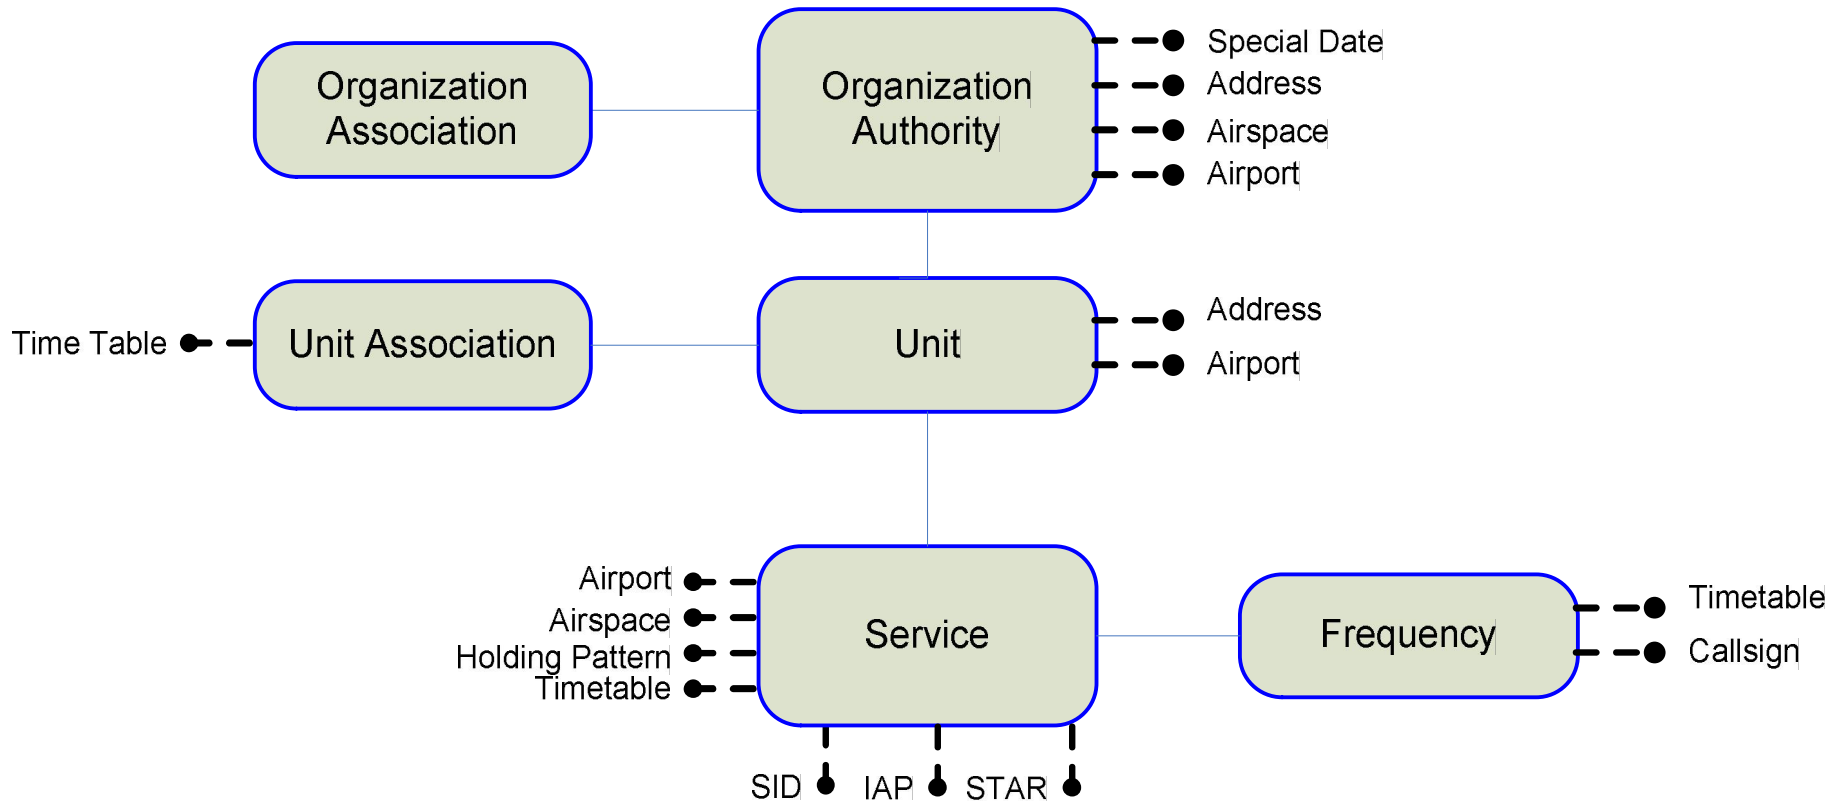 Organization
Association
Organization
Authority
Special Date
Address
Airspace
Airport
Time Table
Unit Association
Unit
Address
Airport
Airport
Airspace
Holding Pattern
Timetable
Service
Frequency
Timetable
Callsign
SID
IAP
STAR